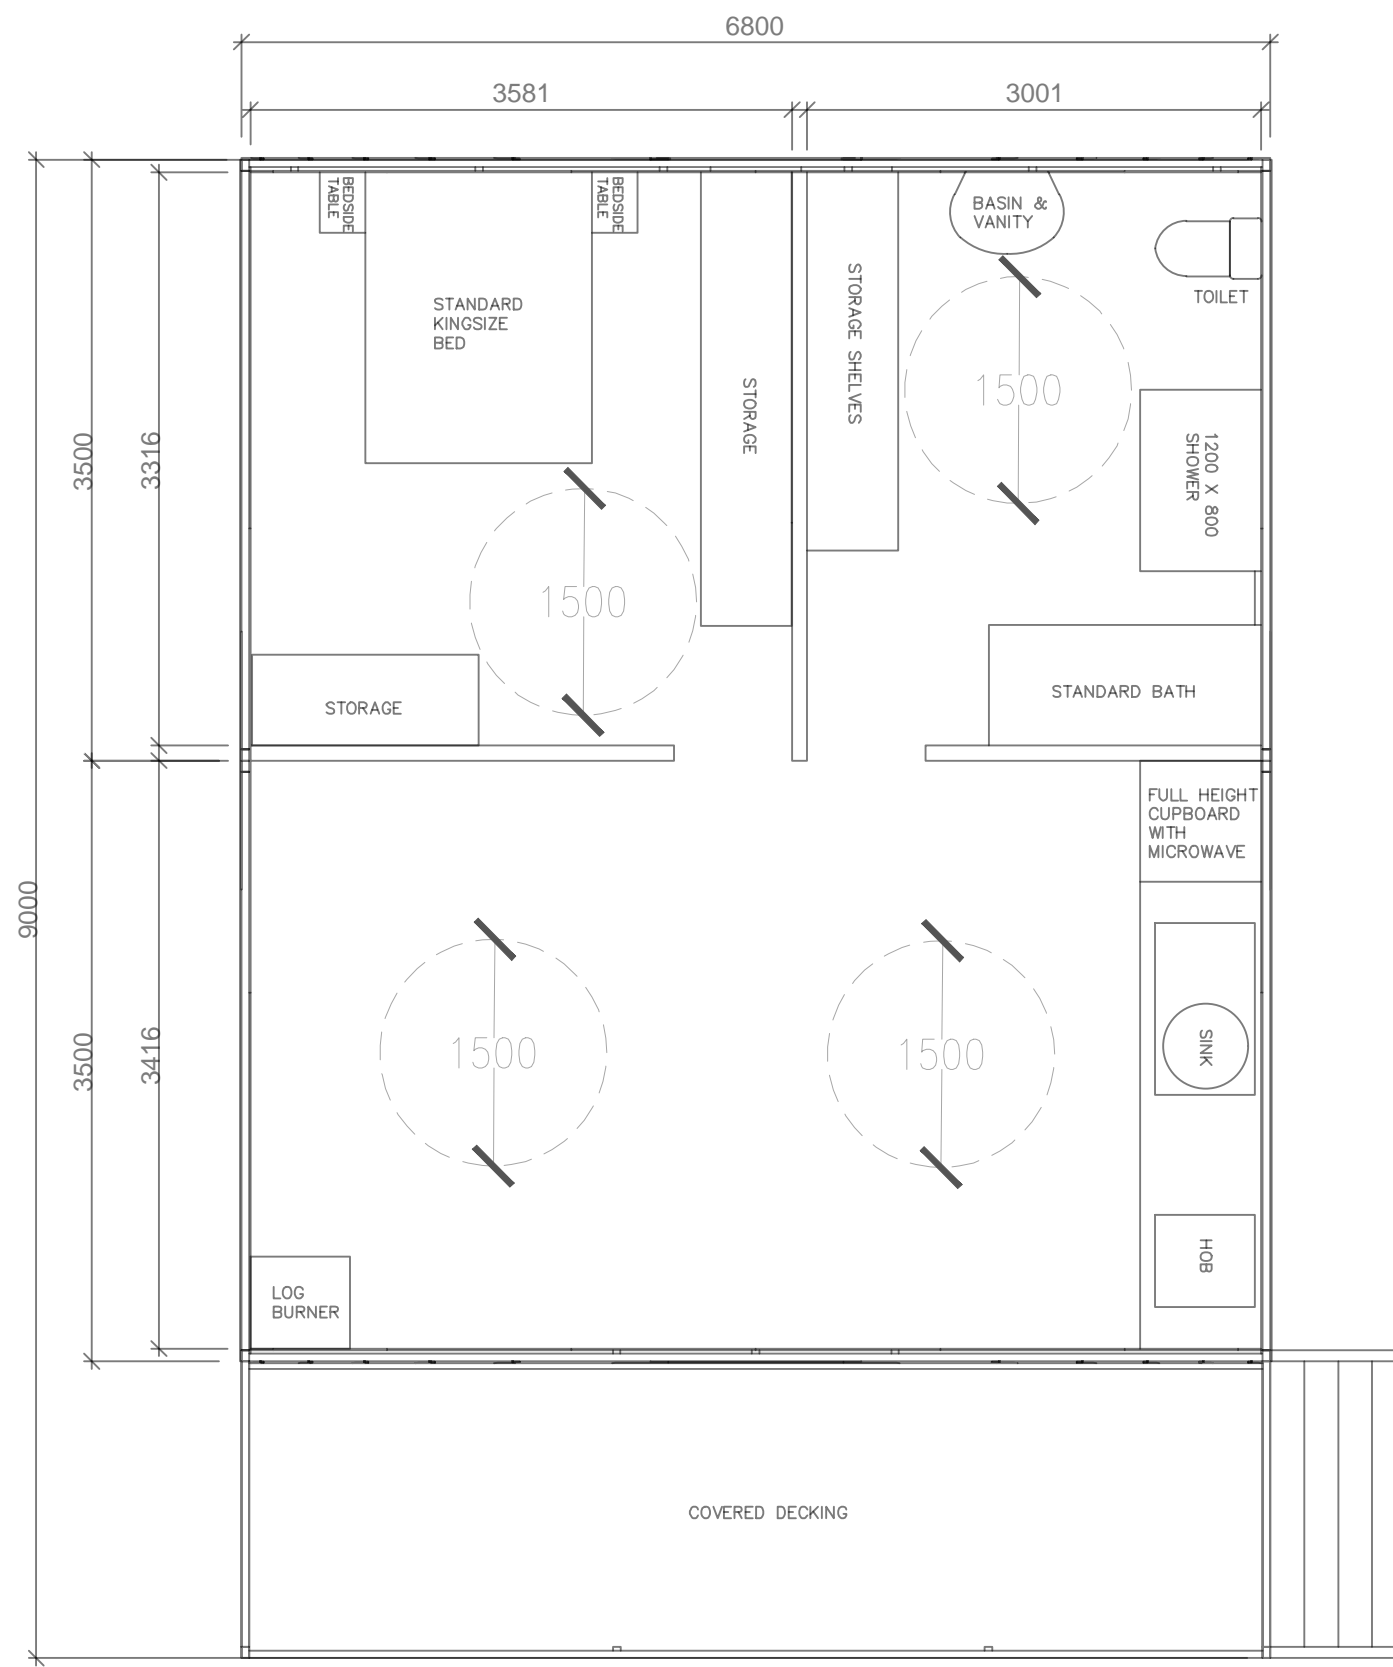 6800
3581
3001
BEDSIDE
TABLE
BEDSIDE
TABLE
BASIN &
VANITY
STANDARD
KINGSIZE
BED
STORAGE SHELVES
TOILET
1500
STORAGE
1200 X 800
SHOWER
3500
3316
1500
STORAGE
STANDARD BATH
FULL HEIGHT
CUPBOARD
WITH
MICROWAVE
9000
3500
3416
1500
1500
SINK
HOB
LOG
BURNER
COVERED DECKING